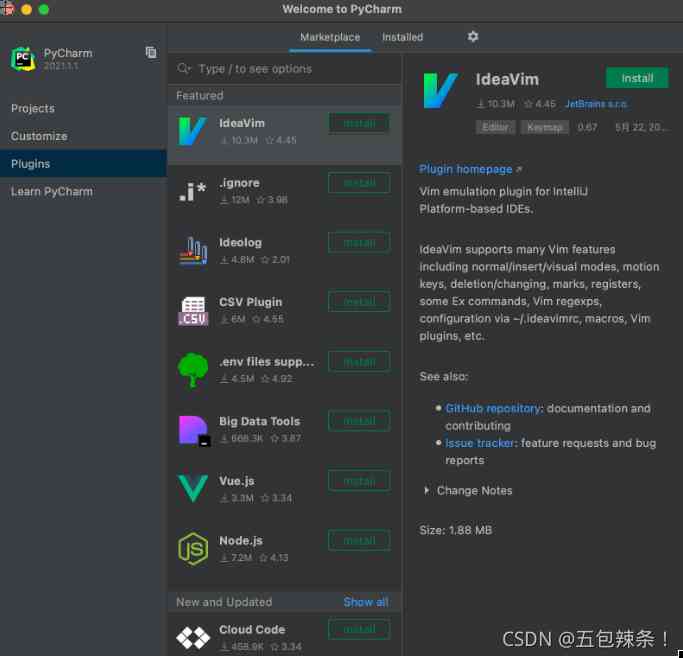 Welcome to PyCharm
PyCharm
2021.1.1
Projects
Customize
Plugins
Learn PyCharm
Marketplace Installed
Type / to see options
Featured
IdeaVim
10.3M 4.45
Install
.ignore
12M 3.98
Install
Ideolog
4.8M 2.01
Install
CSV Plugin
6M 4.55
Install
.env files supp...
4.5M 4.92
Install
Big Data Tools
668.3K 3.87
Install
Vue.js
3.3M 3.34
Install
Node.js
7.2M 4.13
Install
New and Updated Show all
Cloud Code
458.9K 3.34
Install
IdeaVim
Install
10.3M 4.45 JetBrains s.r.o.
Editor Keymap 0.67 5月 22, 20...
Plugin homepage ↗
Vim emulation plugin for IntelliJ
Platform-based IDEs.
IdeaVim supports many Vim features
including normal/insert/visual modes, motion
keys, deletion/changing, marks, registers,
some Ex commands, Vim regexps,
configuration via ~/.ideavimrc, macros, Vim
plugins, etc.
See also:
• GitHub repository: documentation and
contributing
• Issue tracker: feature requests and bug
reports
Change Notes
Size: 1.88 MB
CSDN @五包辣条！